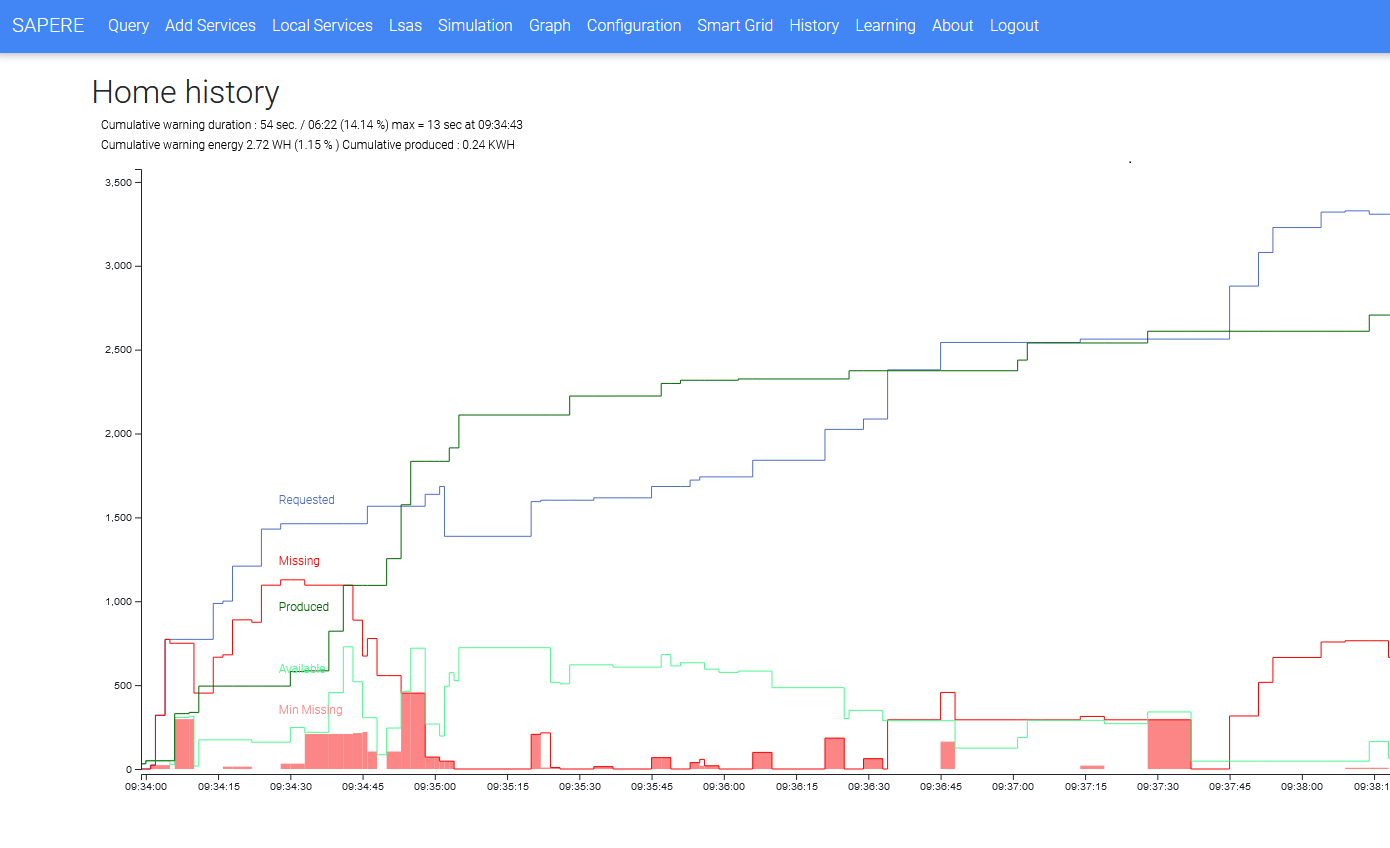 SAPERE Query Add Services Local Services Lsas Simulation Graph Configuration Smart Grid History Learning About Logout
Home history
Cumulative warning duration : 54 sec. / 06:22 (14.14 %) max = 13 sec at 09:34:43
Cumulative warning energy 2.72 WH (1.15 % ) Cumulative produced : 0.24 KWH
3,500
3,000
2,500
2,000
1,500
1,000
500
0
Requested
Missing
Produced
Available
Min Missing
09:34:00 09:34:15 09:34:30 09:34:45 09:35:00 09:35:15 09:35:30 09:35:45 09:36:00 09:36:15 09:36:30 09:36:45 09:37:00 09:37:15 09:37:30 09:37:45 09:38:00 09:38:1